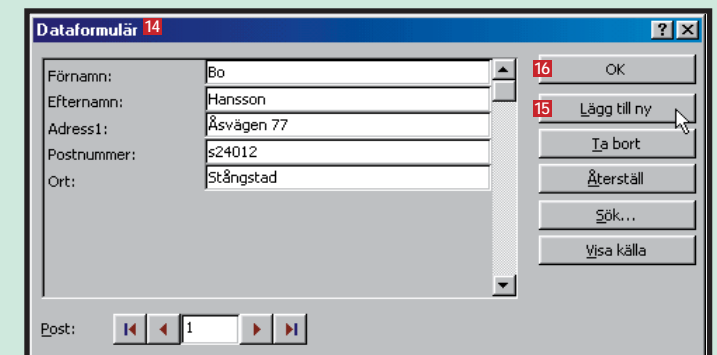 Dataformulär 14
Förnamn: Bo
Efternamn: Hansson
Adress1: Åsvägen 77
Postnummer: s24012
Ort: Stångstad
16 OK
15 Lägg till ny
Ta bort
Återställ
Sök...
Visa källa
Post: 1